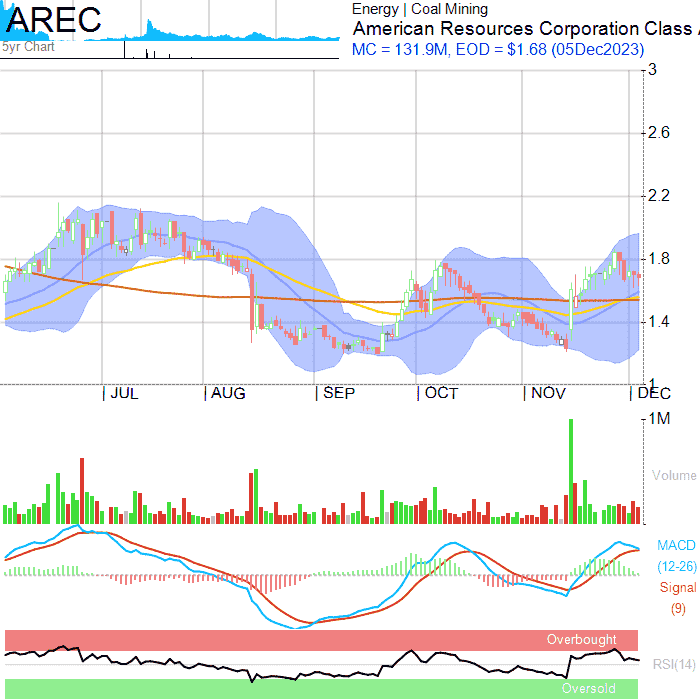 AREC
5yr Chart
Energy | Coal Mining
American Resources Corporation Class
MC = 131.9M, EOD = $1.68 (05Dec2023)
3
2.6
2.2
1.8
1.4
1
JUL AUG SEP OCT NOV DEC
1M
Volume
MACD
(12-26)
Signal
(9)
Overbought
RSI(14)
Oversold